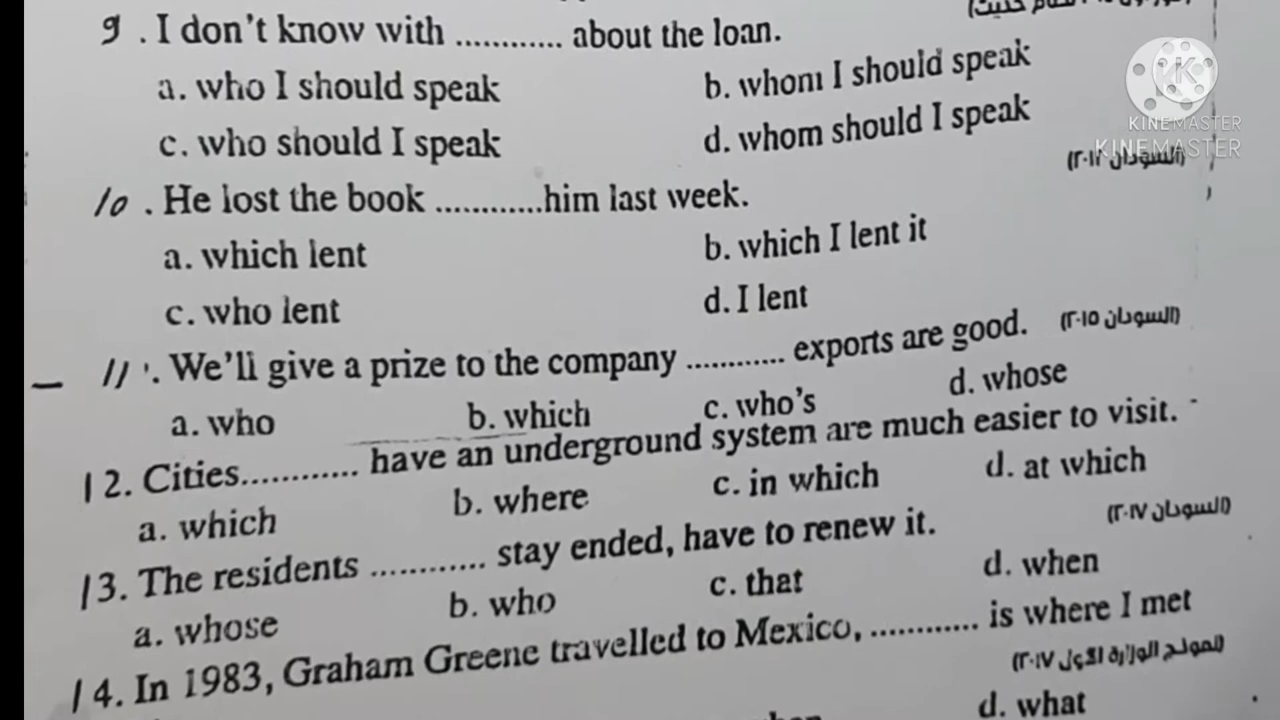 9 . I don't know with ............ about the loan.
a. who I should speak b. whom I should speak
c. who should I speak d. whom should I speak
KINEMASTER
KINEMASTER
(السودان ٢٠١٢)
10 . He lost the book ............him last week.
a. which lent b. which I lent it
c. who lent d. I lent
(السودان ٢٠١٥)
11 . We'll give a prize to the company ............ exports are good.
a. who b. which c. who's d. whose
12. Cities............ have an underground system are much easier to visit.
a. which b. where c. in which d. at which
(السودان ٢٠١٧)
13. The residents ............ stay ended, have to renew it.
a. whose b. who c. that d. when
14. In 1983, Graham Greene travelled to Mexico, ............ is where I met
(نموذج الوزارة الأول ٢٠١٧)
d. what